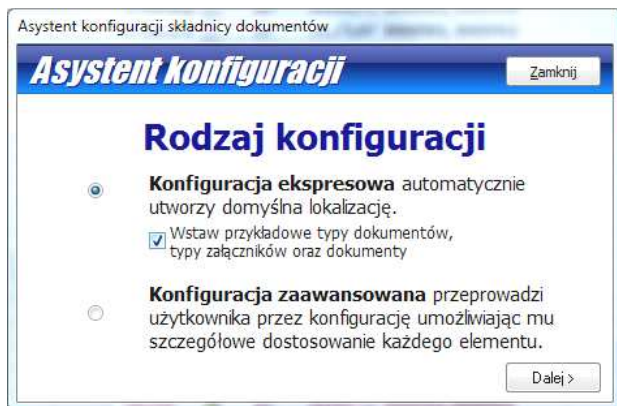 Asystent konfiguracji składnicy dokumentów
Asystent konfiguracji
Zamknij
Rodzaj konfiguracji
Konfiguracja ekspresowa automatycznie
utworzy domyślna lokalizację.
Wstaw przykładowe typy dokumentów,
typy załączników oraz dokumenty
Konfiguracja zaawansowana przeprowadzi
użytkownika przez konfigurację umożliwiając mu
szczegółowe dostosowanie każdego elementu.
Dalej >